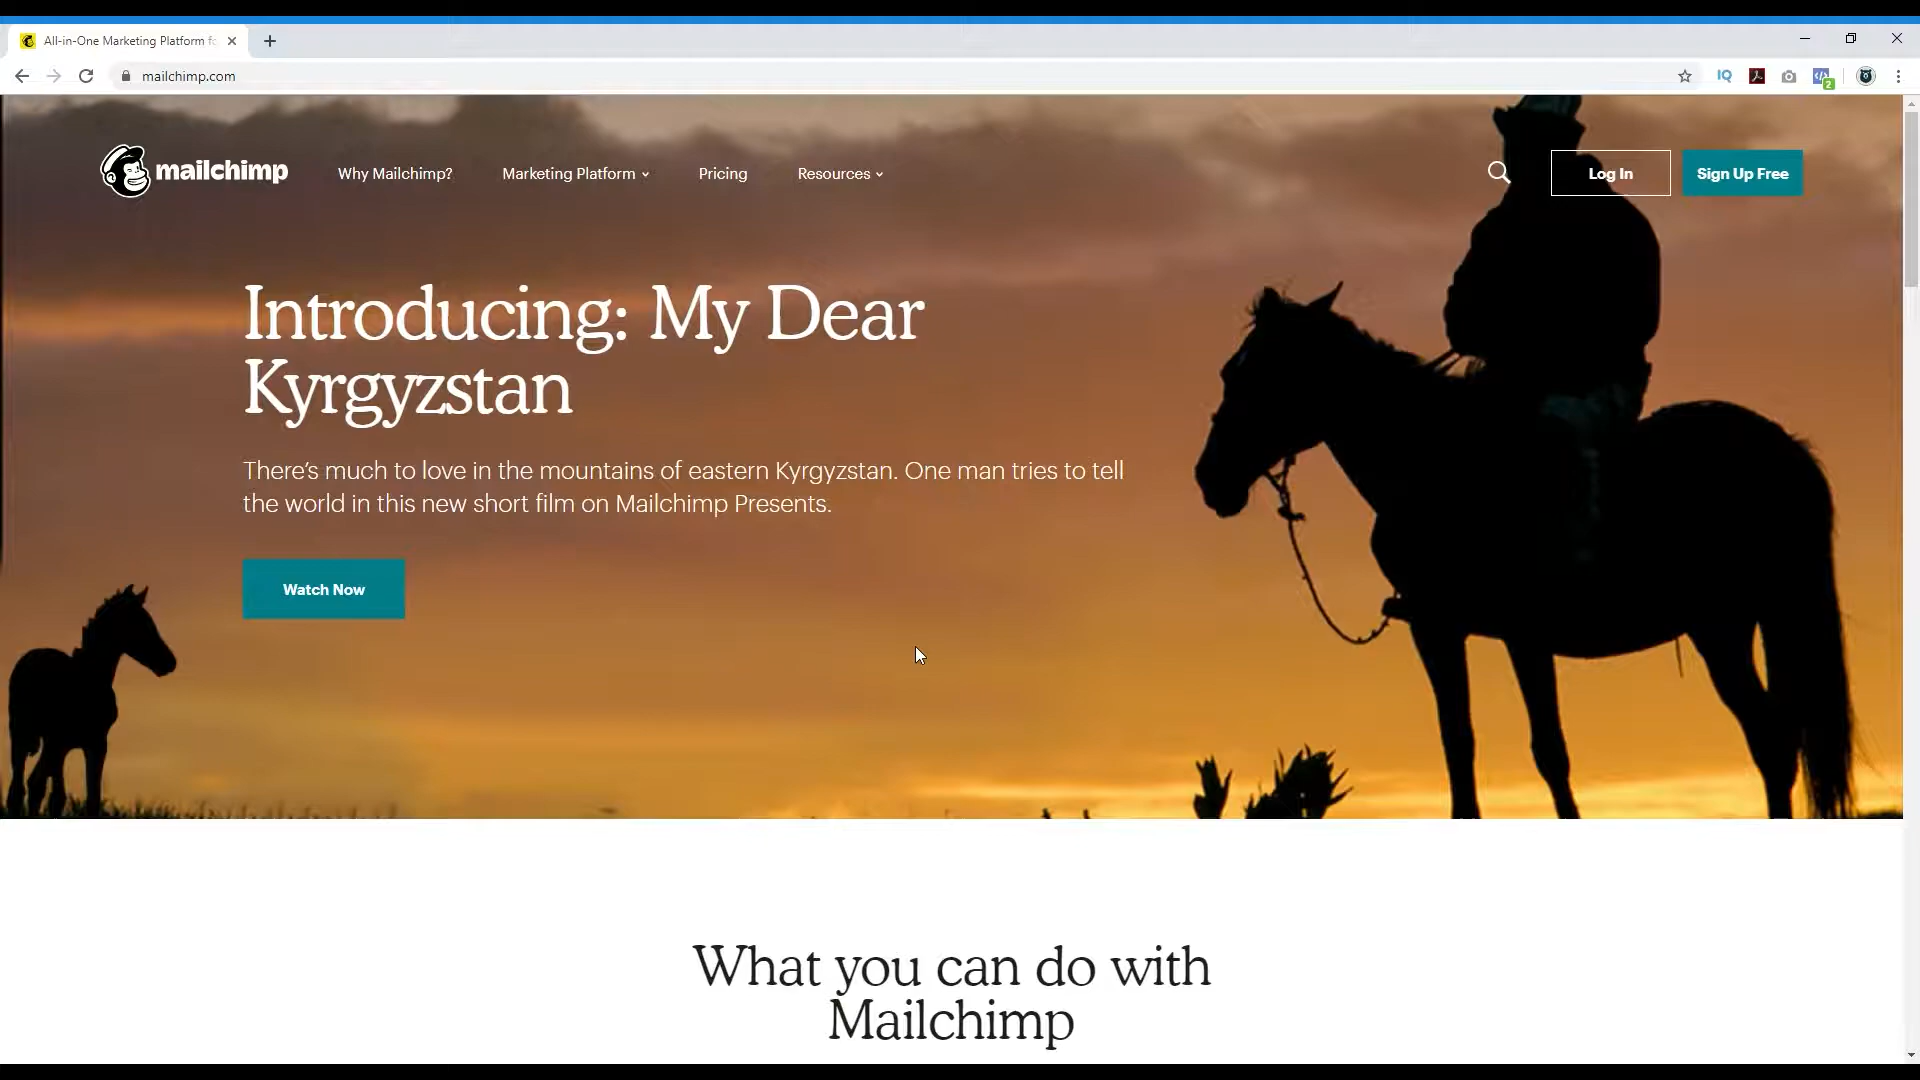 All-in-One Marketing Platform fo
mailchimp.com
IQ
2
mailchimp
Why Mailchimp?
Marketing Platform
Pricing
Resources
Log In
Sign Up Free
Introducing: My Dear
Kyrgyzstan
There's much to love in the mountains of eastern Kyrgyzstan. One man tries to tell
the world in this new short film on Mailchimp Presents.
Watch Now
What you can do with
Mailchimp